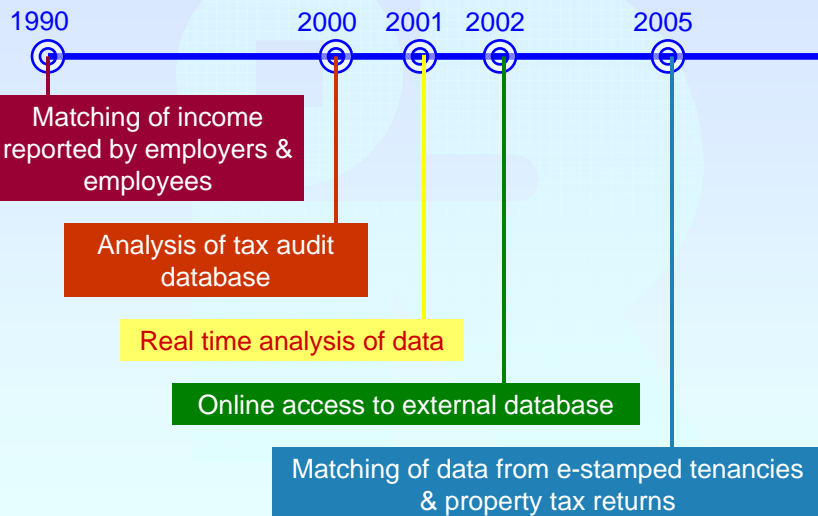 1990 2000 2001 2002 2005
Matching of income
reported by employers &
employees
Analysis of tax audit
database
Real time analysis of data
Online access to external database
Matching of data from e-stamped tenancies
& property tax returns